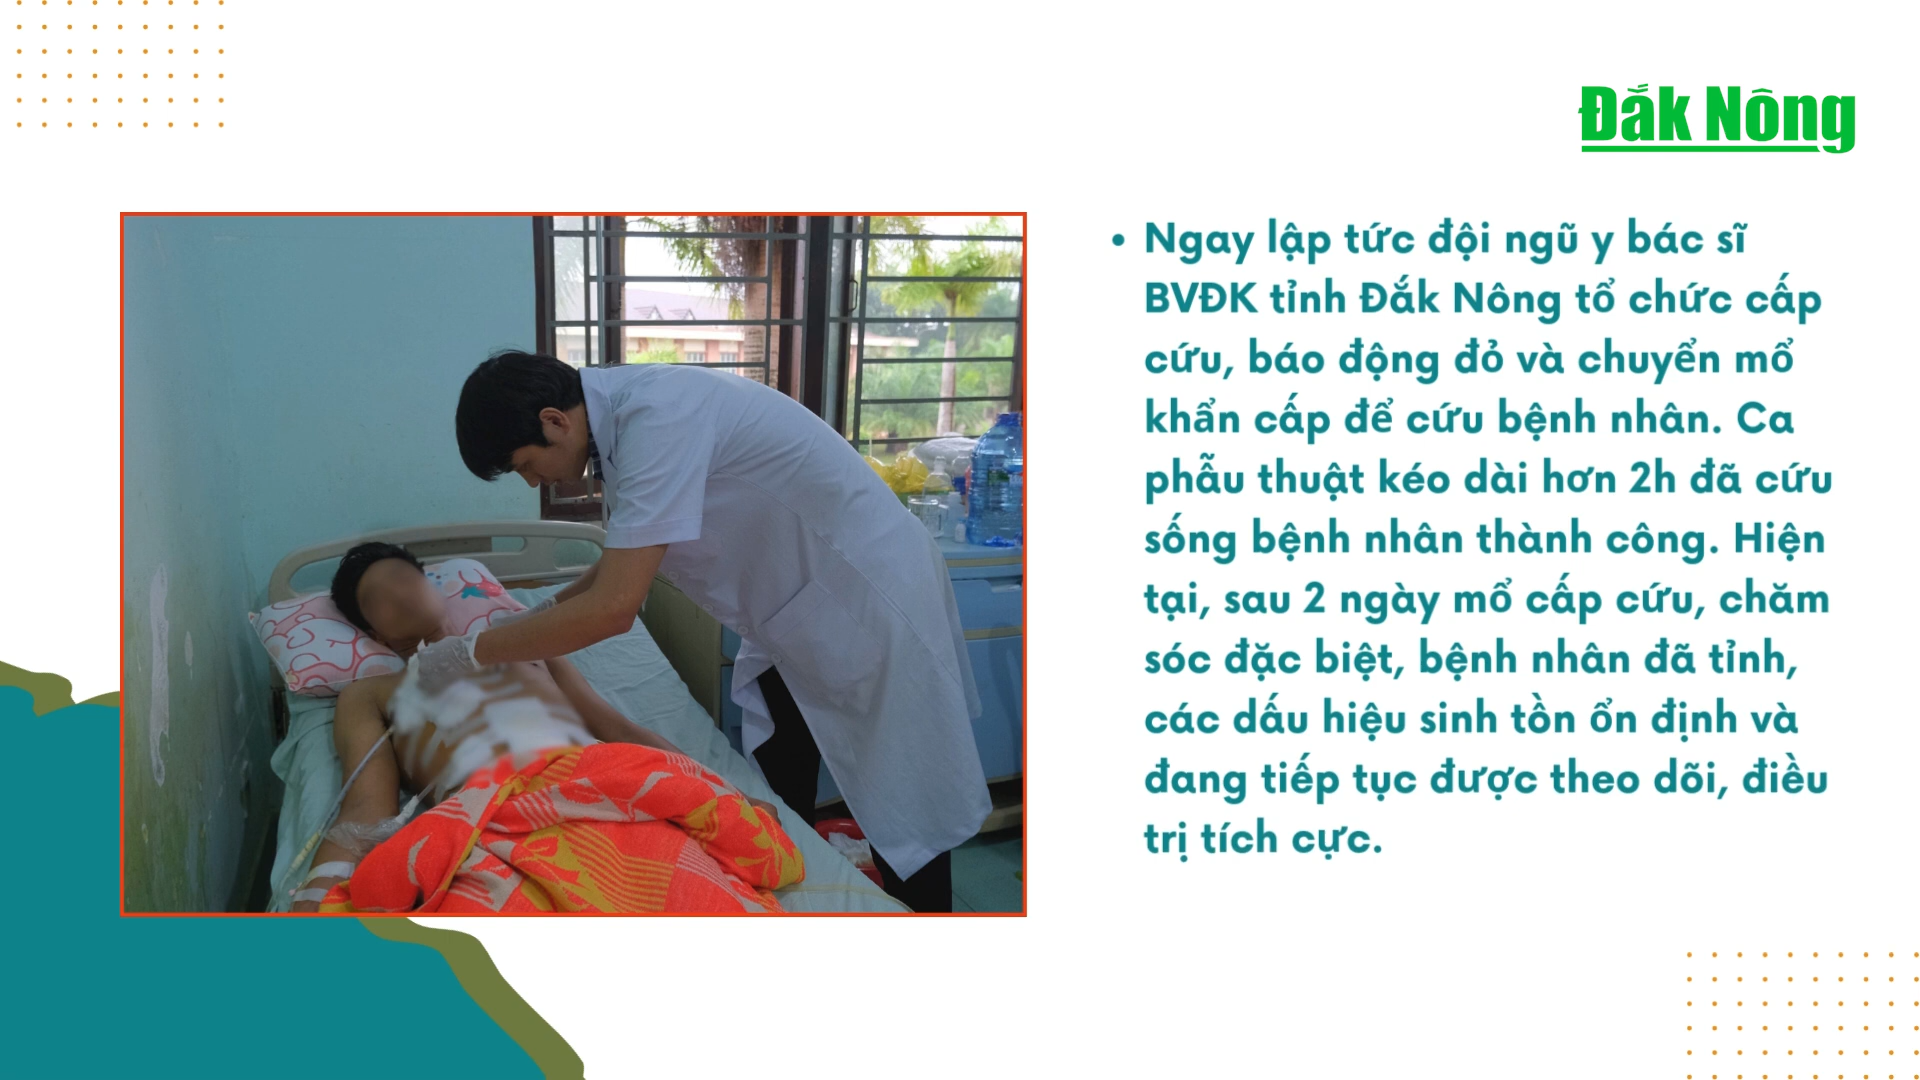 Đắk Nông
Ngay lập tức đội ngũ y bác sĩ
BVĐK tỉnh Đắk Nông tổ chức cấp
cứu, báo động đỏ và chuyển mổ
khẩn cấp để cứu bệnh nhân. Ca
phẫu thuật kéo dài hơn 2h đã cứu
sống bệnh nhân thành công. Hiện
tại, sau 2 ngày mổ cấp cứu, chăm
sóc đặc biệt, bệnh nhân đã tỉnh,
các dấu hiệu sinh tồn ổn định và
đang tiếp tục được theo dõi, điều
trị tích cực.